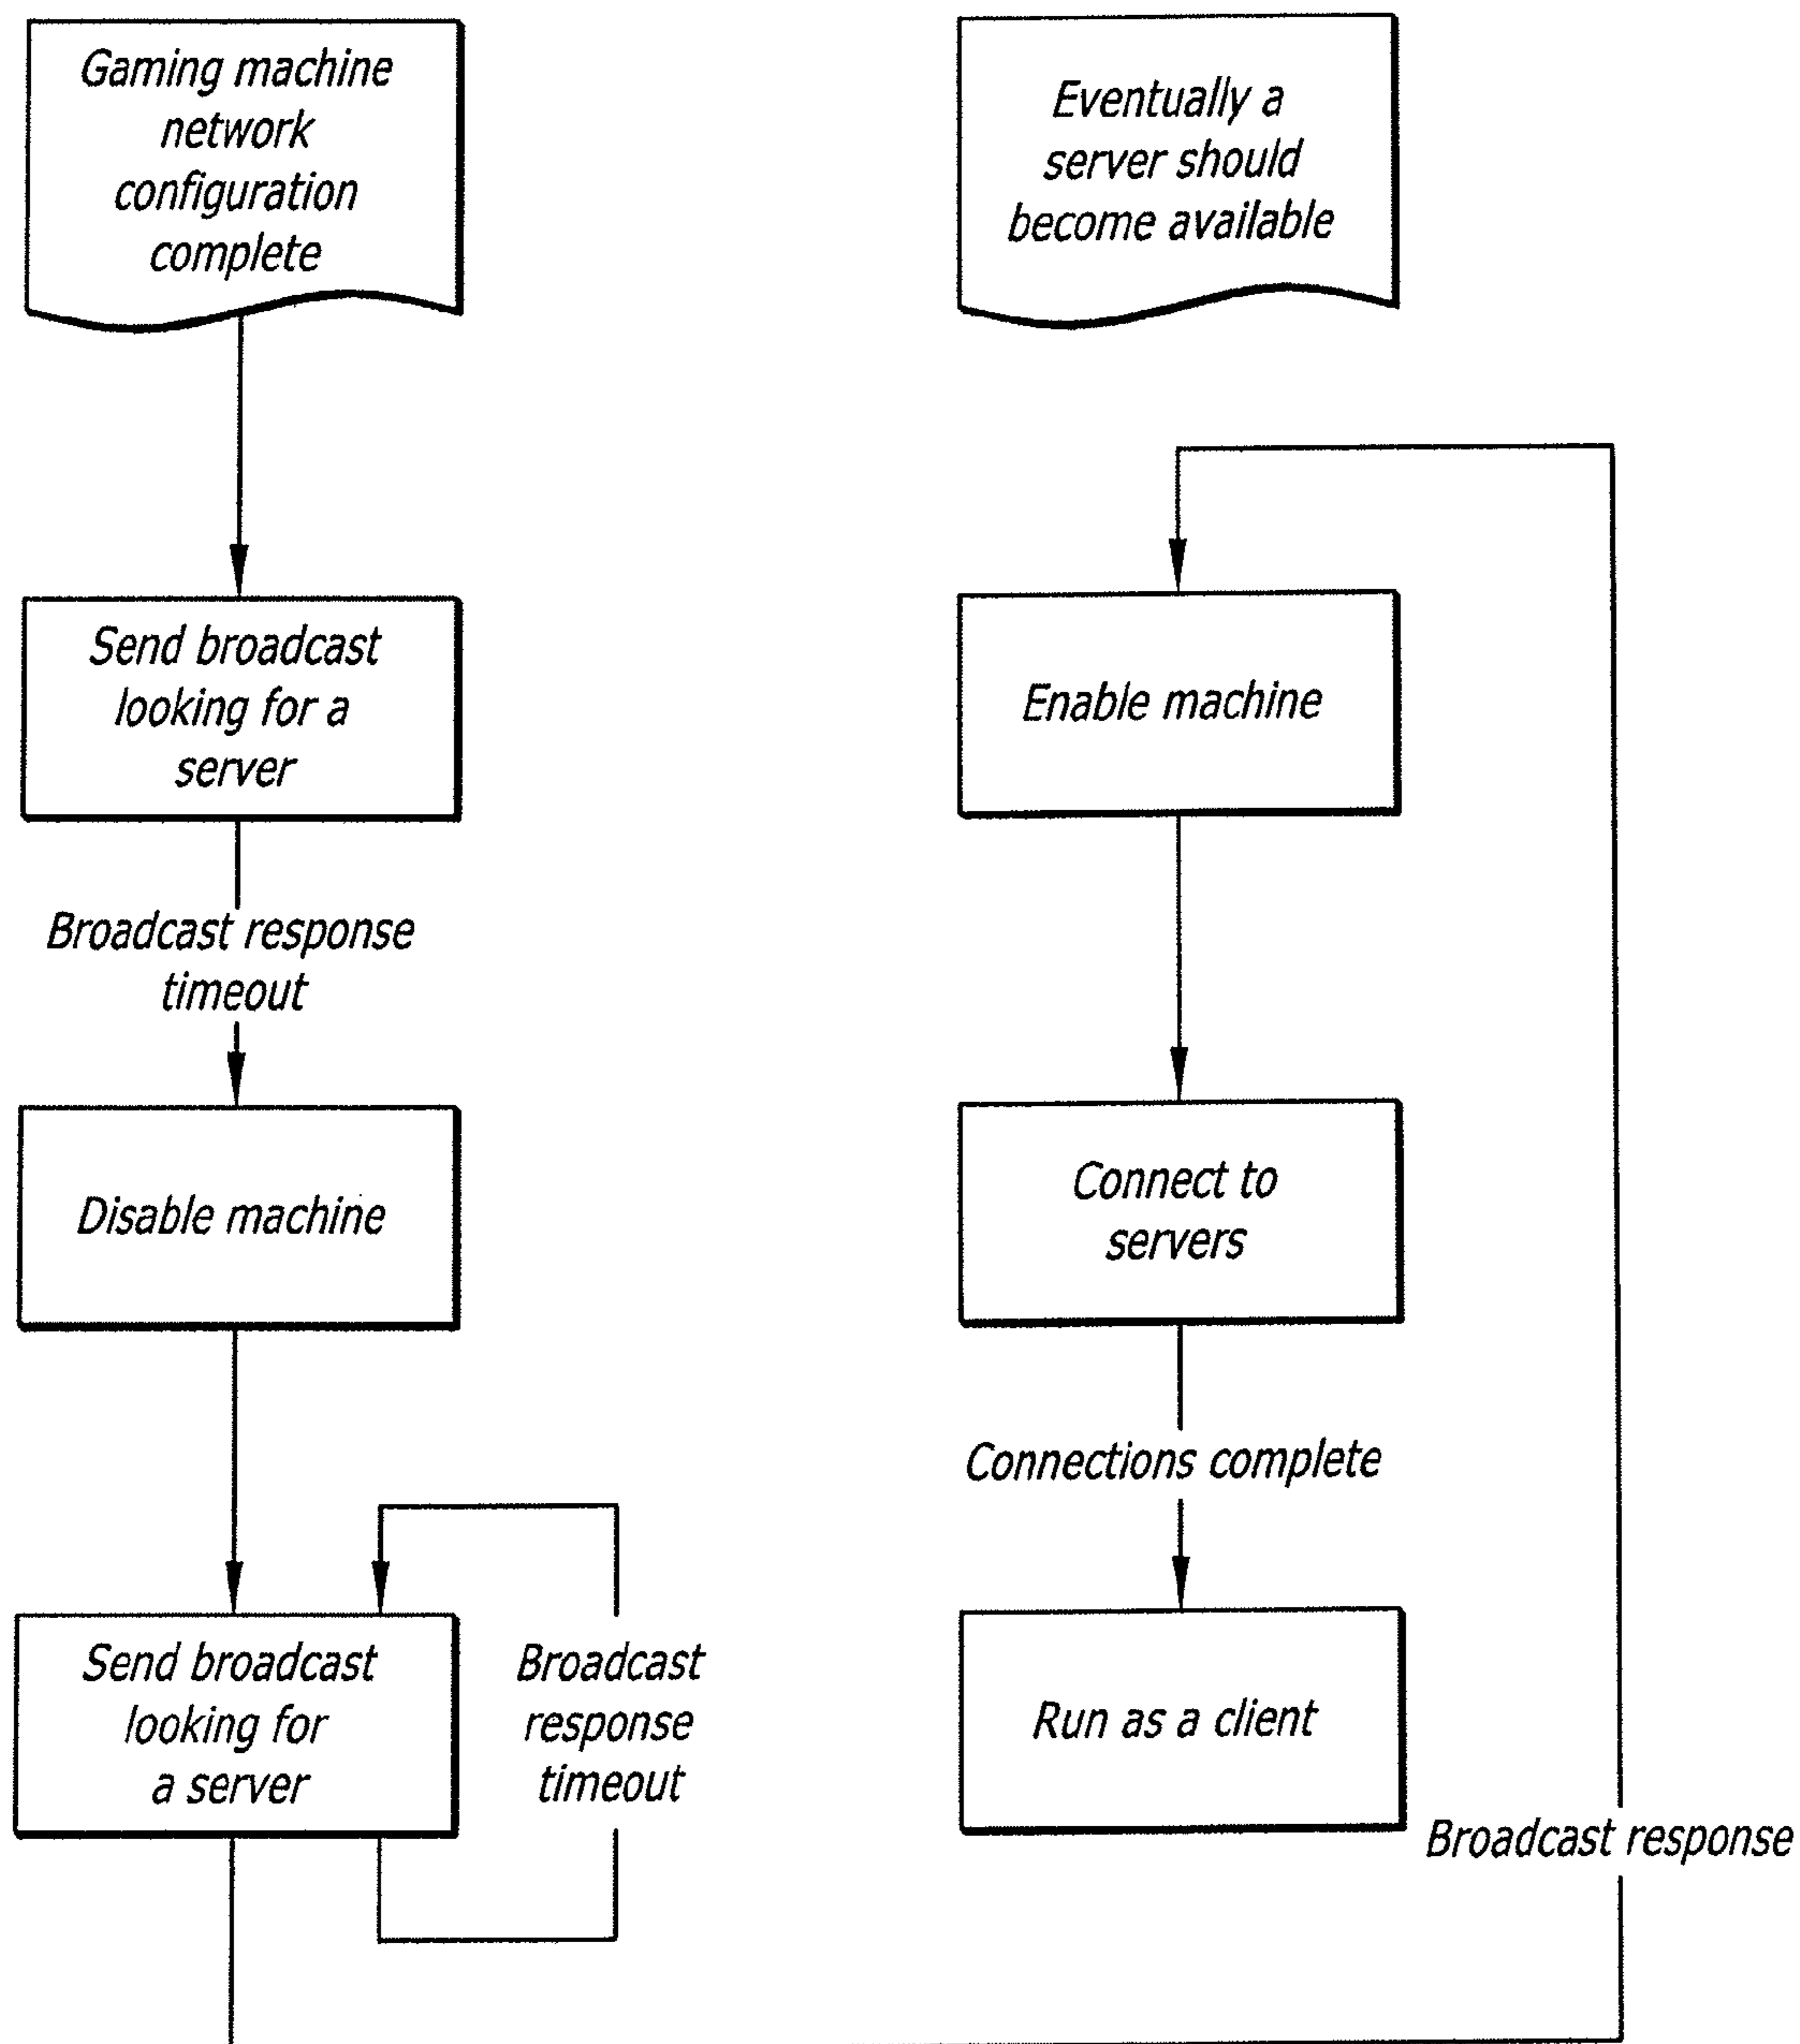 Gaming machine
network
configuration
complete
Send broadcast
looking for a
server
Broadcast response
timeout
Disable machine
Send broadcast
looking for
a server
Broadcast
response
timeout
Eventually a
server should
become available
Enable machine
Connect to
servers
Connections complete
Run as a client
Broadcast response